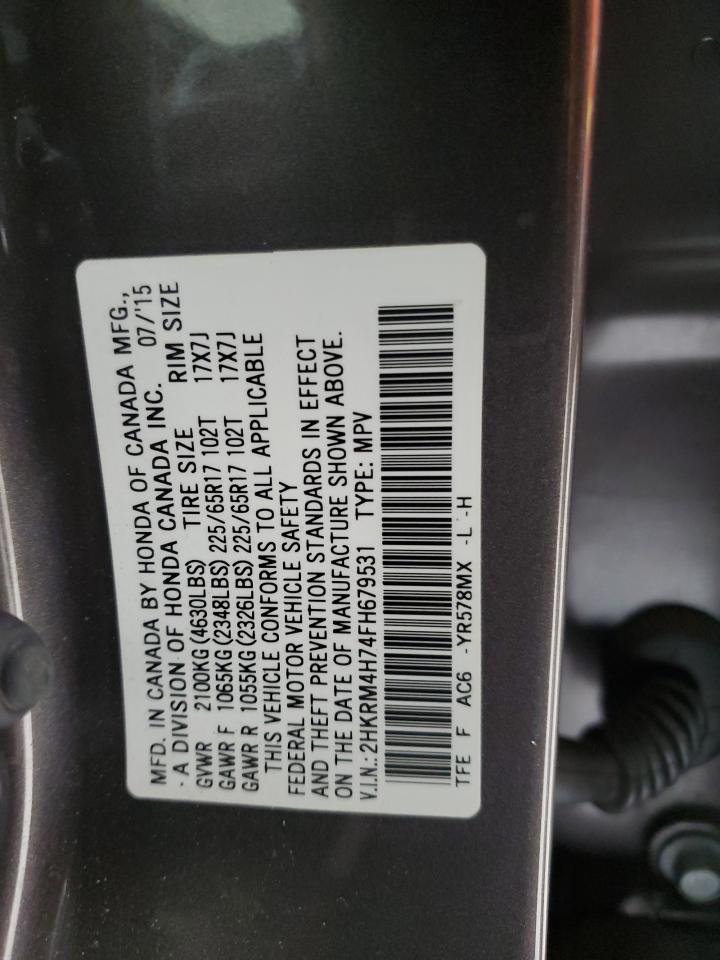 MFD. IN CANADA BY HONDA OF CANADA MFG.,
- A DIVISION OF HONDA CANADA INC. 07/'15
GVWR 2100KG (4630LBS) TIRE SIZE RIM SIZE
GAWR F 1065KG (2348LBS) 225/65R17 102T 17X7J
GAWR R 1055KG (2326LBS) 225/65R17 102T 17X7J
THIS VEHICLE CONFORMS TO ALL APPLICABLE
FEDERAL MOTOR VEHICLE SAFETY
AND THEFT PREVENTION STANDARDS IN EFFECT
ON THE DATE OF MANUFACTURE SHOWN ABOVE.
V.I.N.: 2HKRM4H74FH679531 TYPE: MPV
TFE F AC6 -YR578MX -L -H